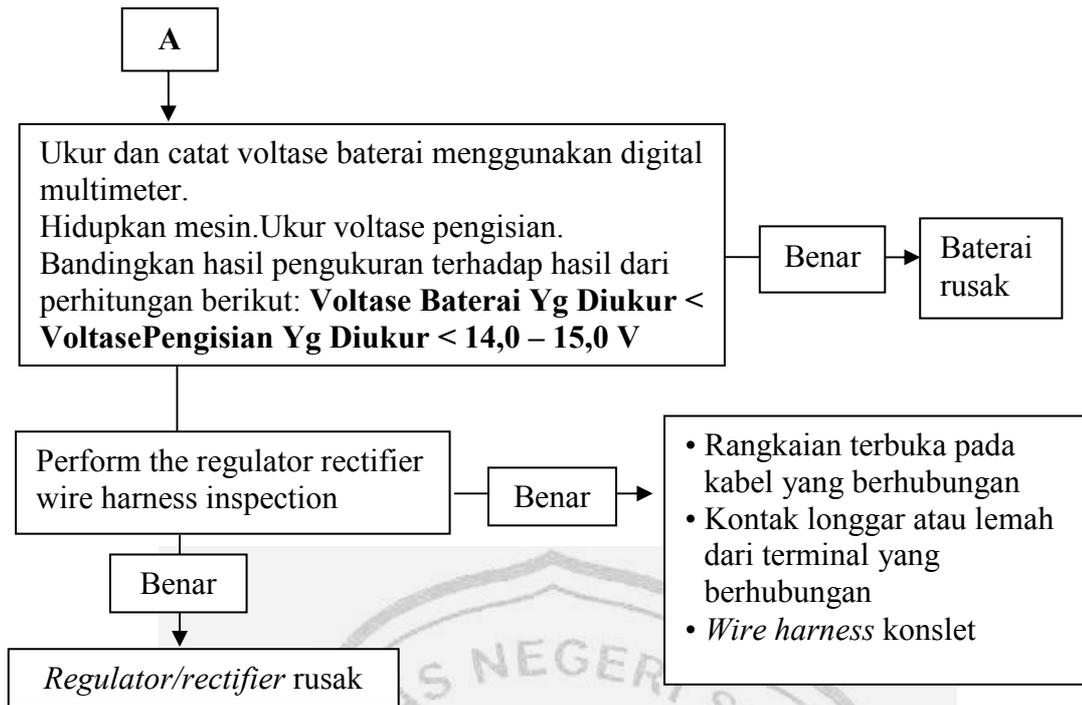 A
Ukur dan catat voltase baterai menggunakan digital
multimeter.
Hidupkan mesin.Ukur voltase pengisian.
Bandingkan hasil pengukuran terhadap hasil dari
perhitungan berikut: Voltase Baterai Yg Diukur <
VoltasePengisian Yg Diukur < 14,0 – 15,0 V
Benar
Baterai
rusak
Perform the regulator rectifier
wire harness inspection
Benar
• Rangkaian terbuka pada
kabel yang berhubungan
• Kontak longgar atau lemah
dari terminal yang
berhubungan
• Wire harness konslet
Benar
Regulator/rectifier rusak
AS NEGERI S